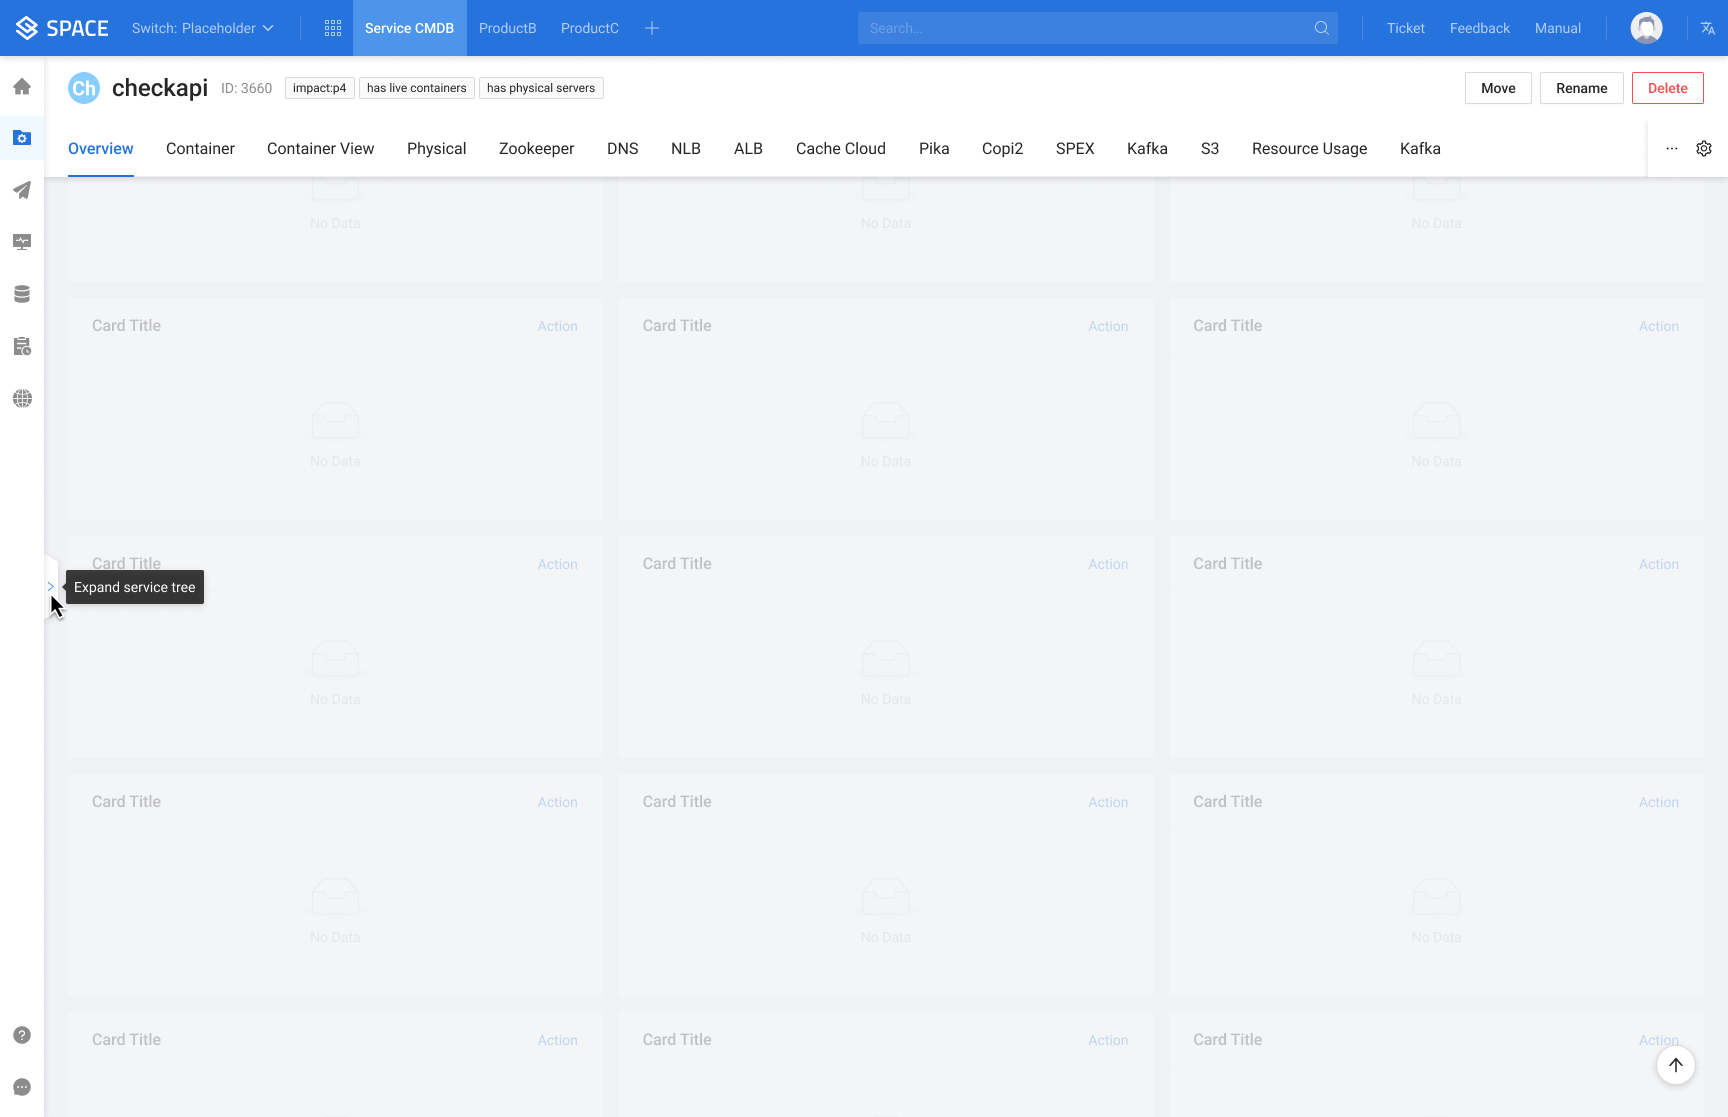 SPACE Switch: Placeholder Service CMDB ProductB ProductC Search... Ticket Feedback Manual
Ch checkapi ID: 3660 impact:p4 has live containers has physical servers Move Rename Delete
Overview Container Container View Physical Zookeeper DNS NLB ALB Cache Cloud Pika Copi2 SPEX Kafka S3 Resource Usage Kafka ...
No Data No Data No Data
Card Title Action Card Title Action Card Title Action
No Data No Data No Data
Card Title Action Card Title Action Card Title Action
Expand service tree
No Data No Data No Data
Card Title Action Card Title Action Card Title Action
No Data No Data No Data
Card Title Action Card Title Action Card Title Action